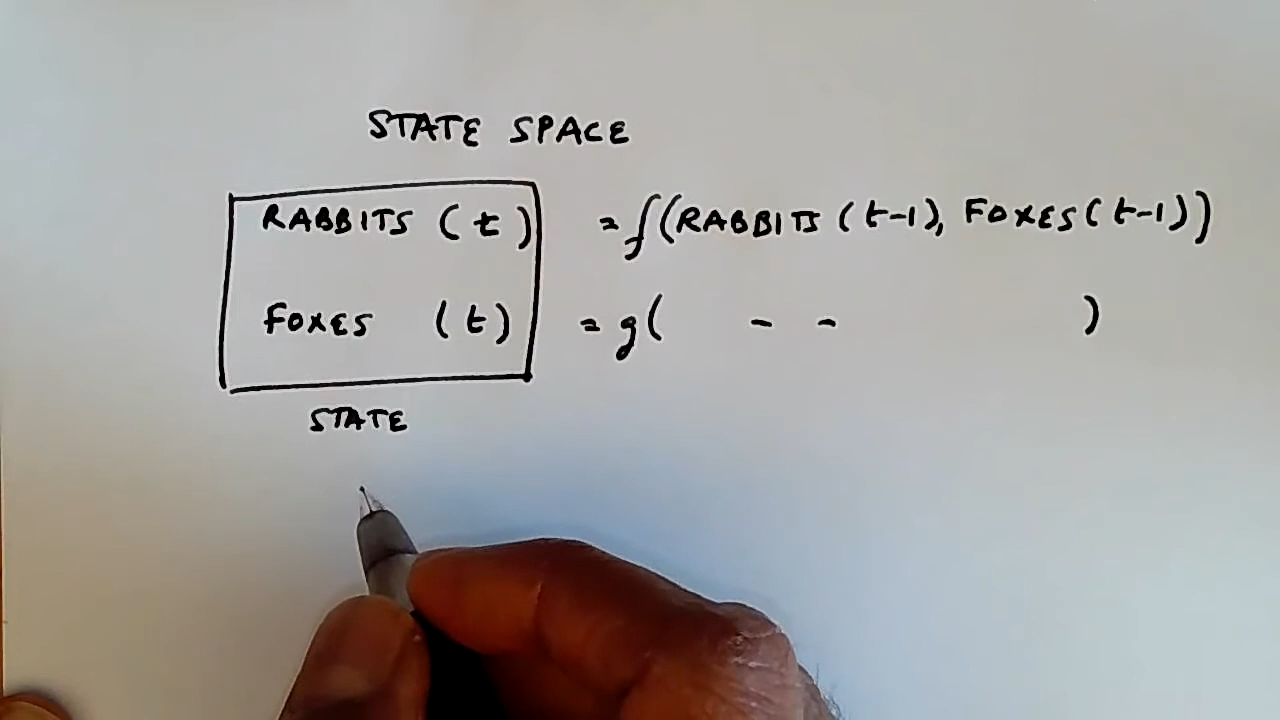 STATE SPACE
RABBITS (t) = f(RABBITS (t-1), FOXES (t-1))
FOXES (t) = g( - - )
STATE